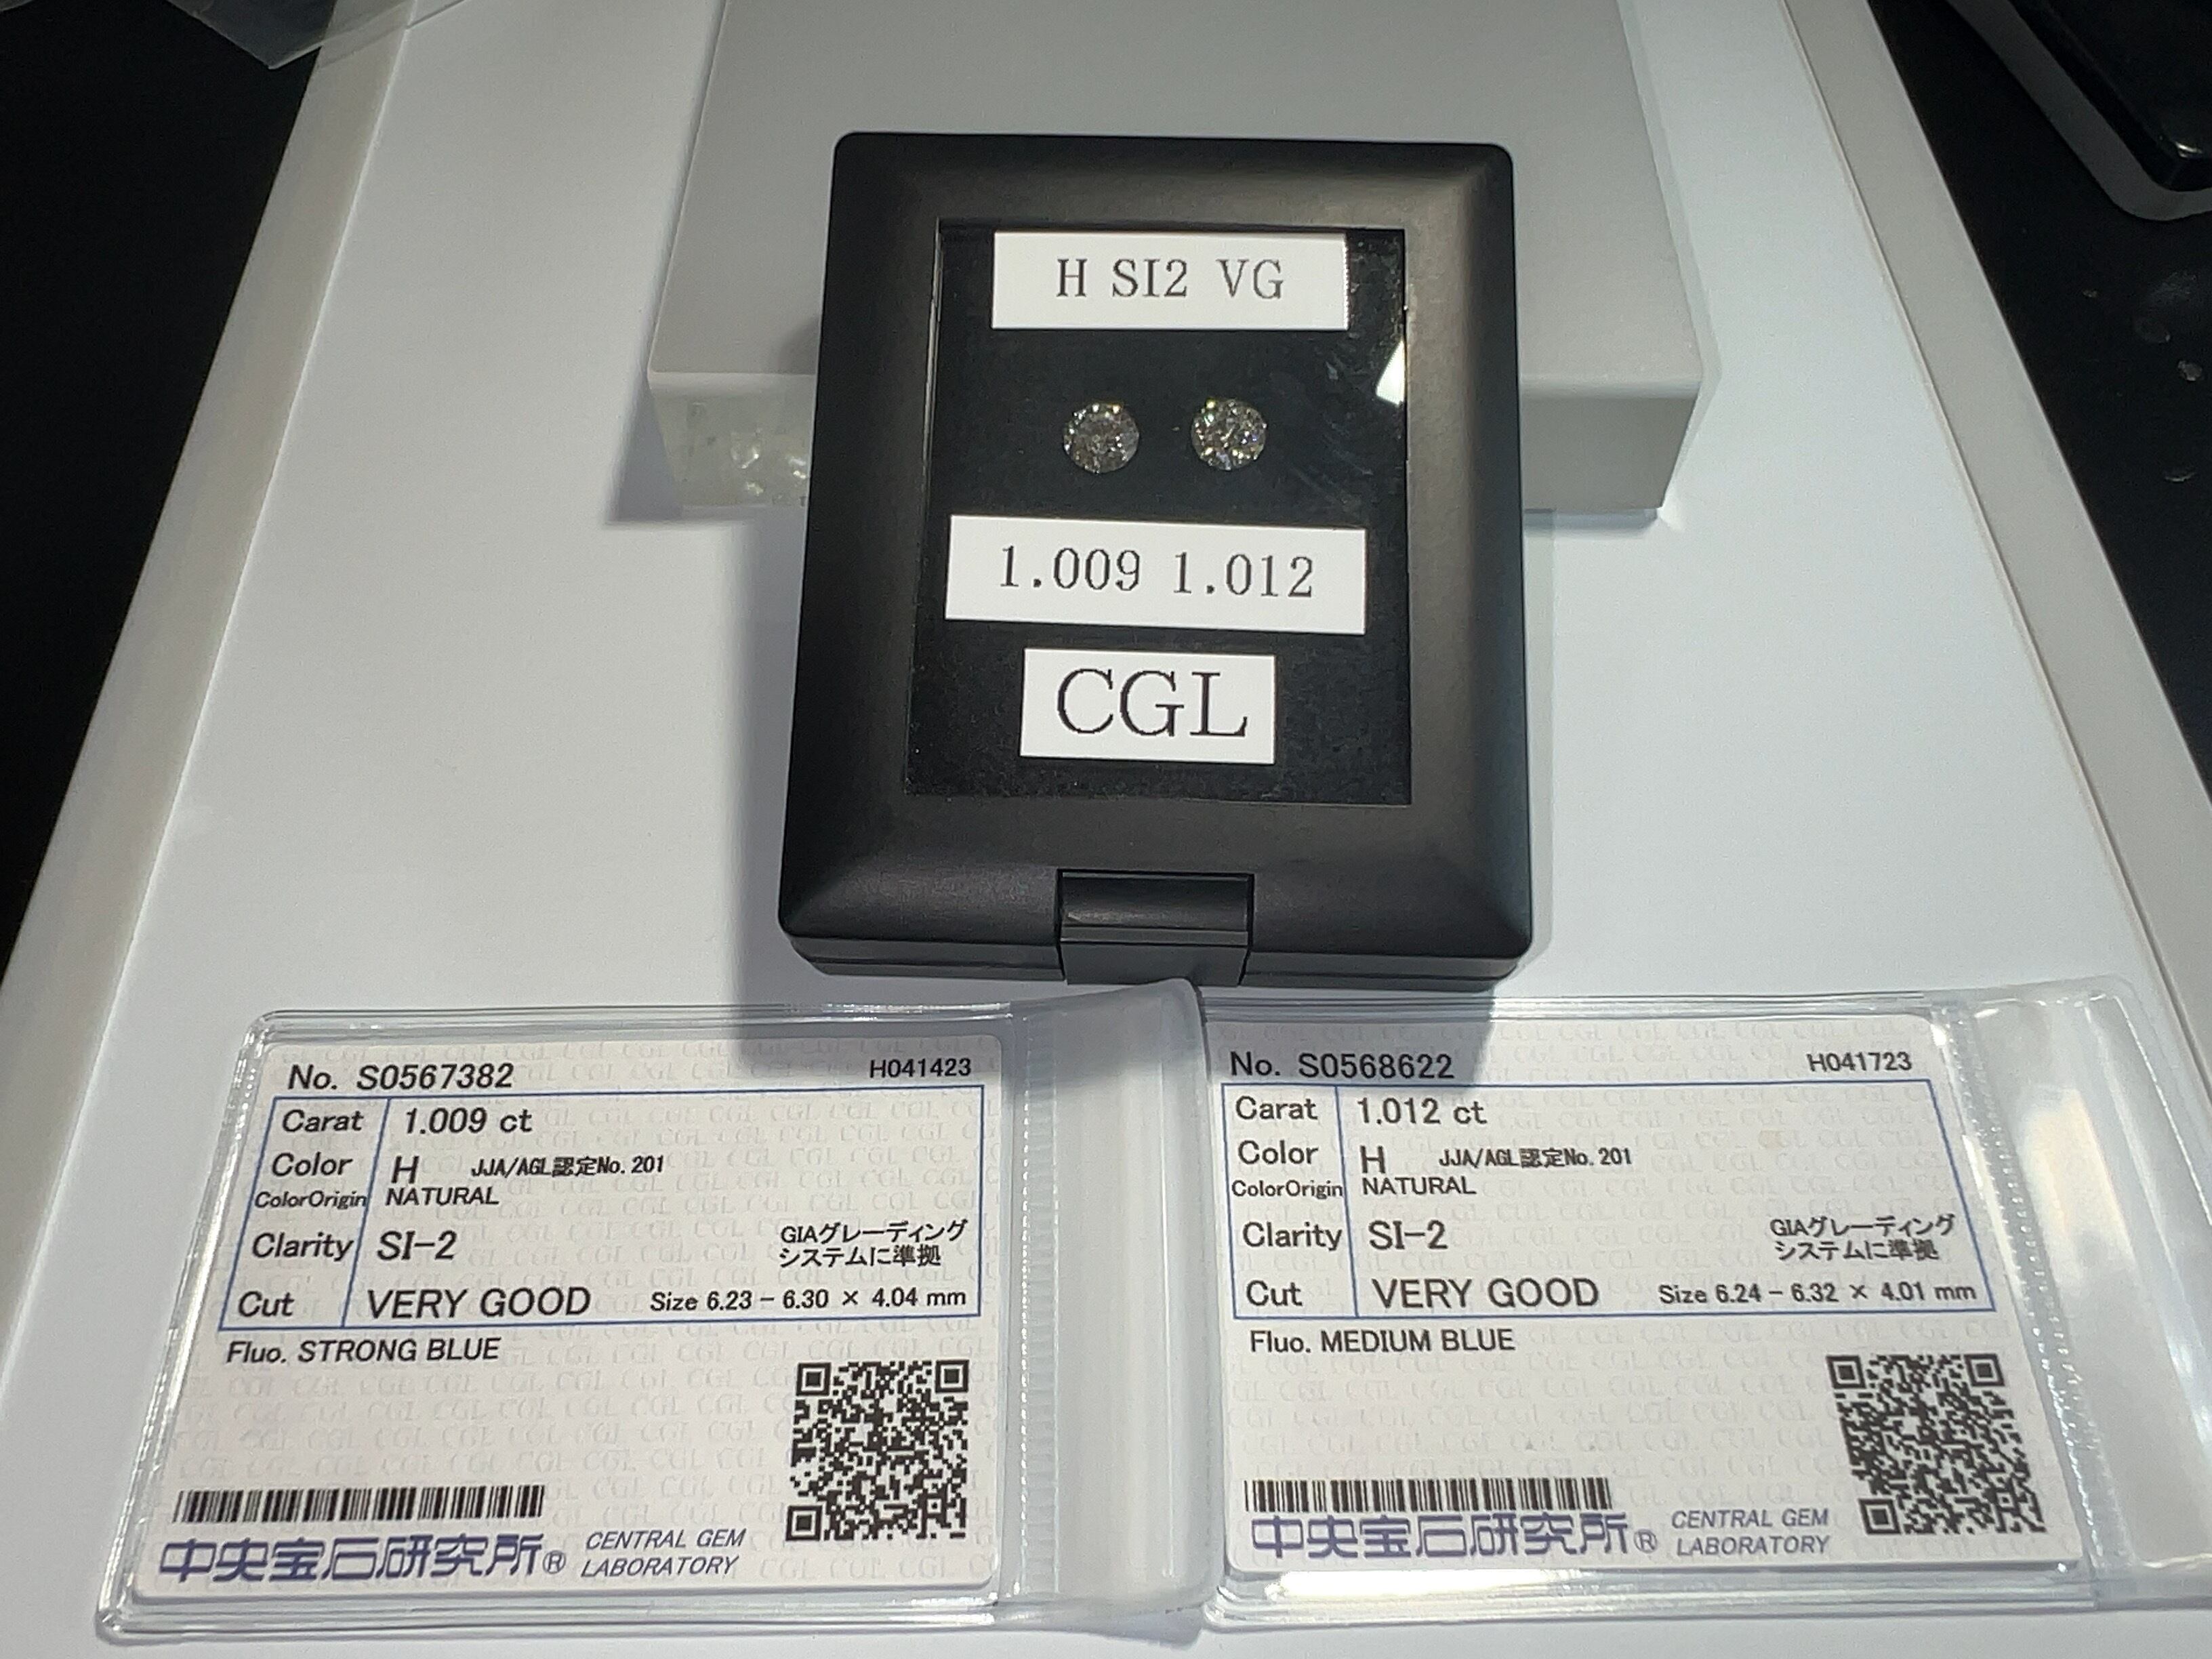 H SI2 VG
1.009 1.012
CGL
No. S0567382 H041423
Carat 1.009 ct
Color H JJA/AGL認定No.201
ColorOrigin NATURAL
Clarity SI-2 GIAグレーディング
システムに準拠
Cut VERY GOOD Size 6.23 - 6.30 × 4.04 mm
Fluo. STRONG BLUE
中央宝石研究所® CENTRAL GEM
LABORATORY
No. S0568622 H041723
Carat 1.012 ct
Color H JJA/AGL認定No.201
ColorOrigin NATURAL
Clarity SI-2 GIAグレーディング
システムに準拠
Cut VERY GOOD Size 6.24 - 6.32 × 4.01 mm
Fluo. MEDIUM BLUE
中央宝石研究所® CENTRAL GEM
LABORATORY